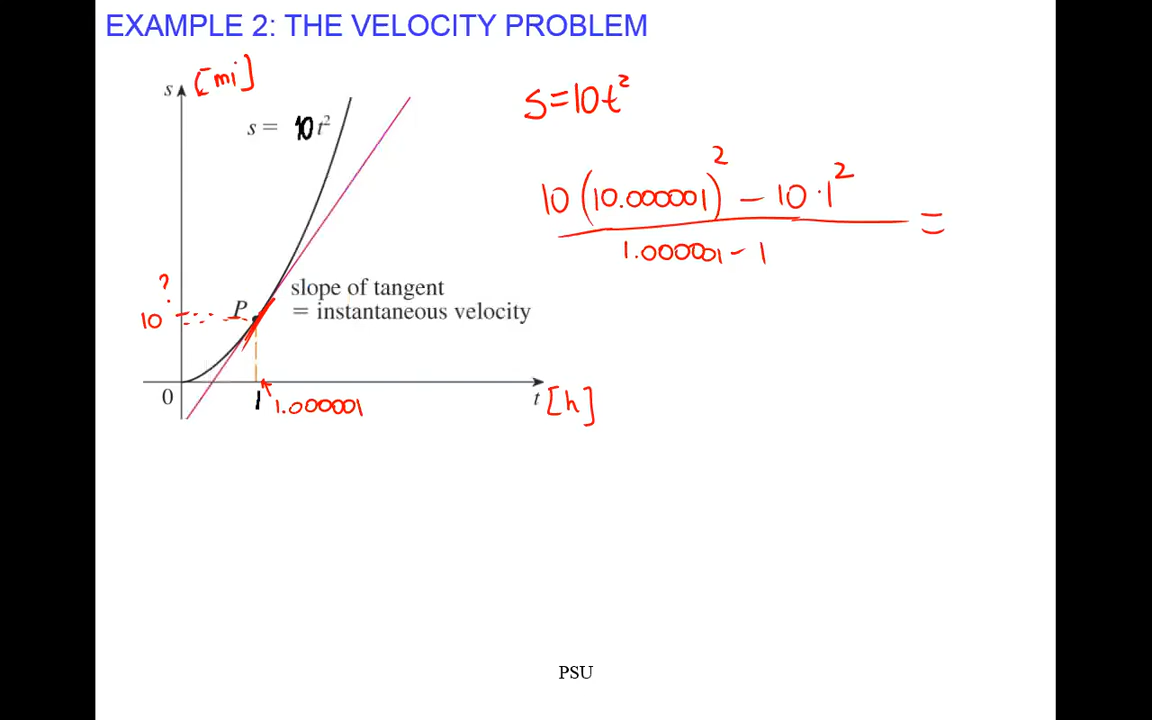 EXAMPLE 2: THE VELOCITY PROBLEM
s [mi]
s = 10t²
s=10t²
10(10.000001)² − 10·1²
1.000001 − 1
=
?
10
P
slope of tangent
= instantaneous velocity
0
1
1.000001
t [h]
PSU